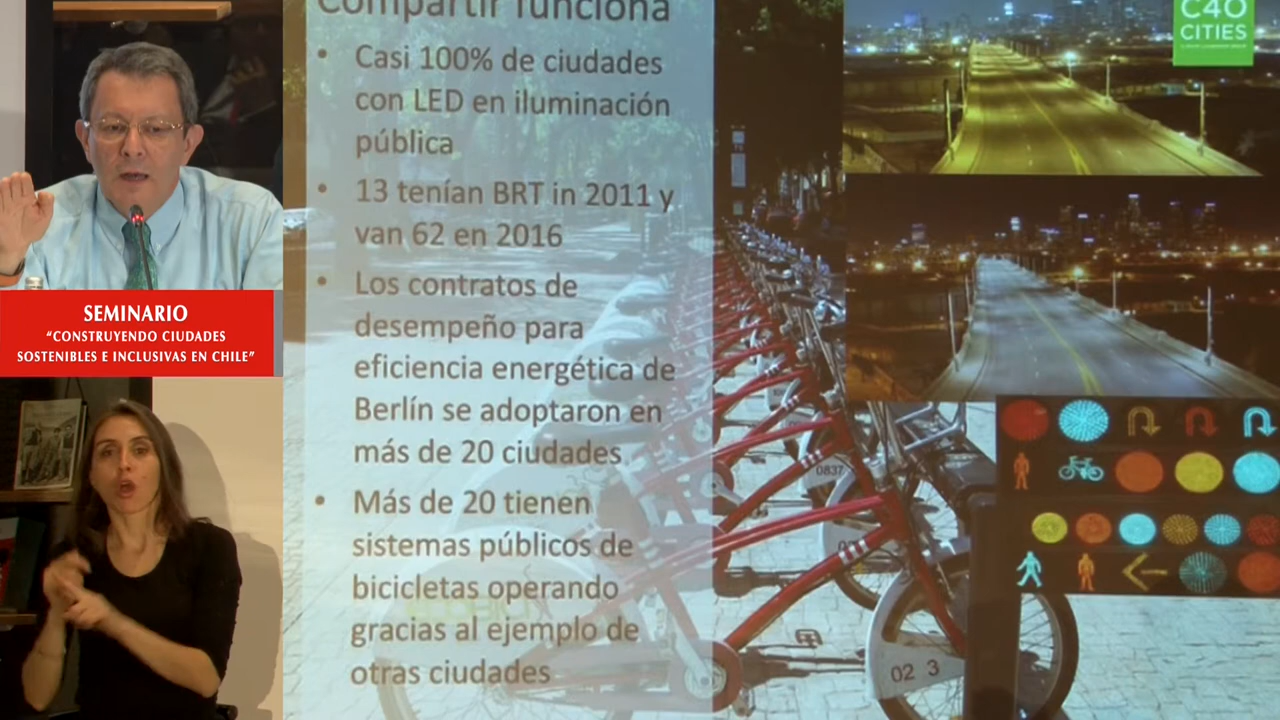 Compartir funciona
• Casi 100% de ciudades
con LED en iluminación
pública
• 13 tenían BRT in 2011 y
van 62 en 2016
• Los contratos de
desempeño para
eficiencia energética de
Berlín se adoptaron en
más de 20 ciudades
• Más de 20 tienen
sistemas públicos de
bicicletas operando
gracias al ejemplo de
otras ciudades
C40
CITIES
SEMINARIO
“CONSTRUYENDO CIUDADES
SOSTENIBLES E INCLUSIVAS EN CHILE”
0837
02 3